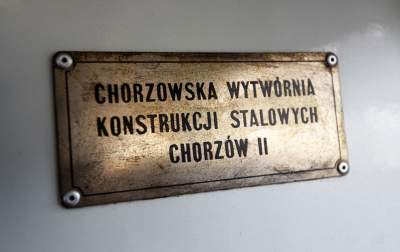 CHORZOWSKA WYTWÓRNIA
KONSTRUKCJI STALOWYCH
CHORZÓW II